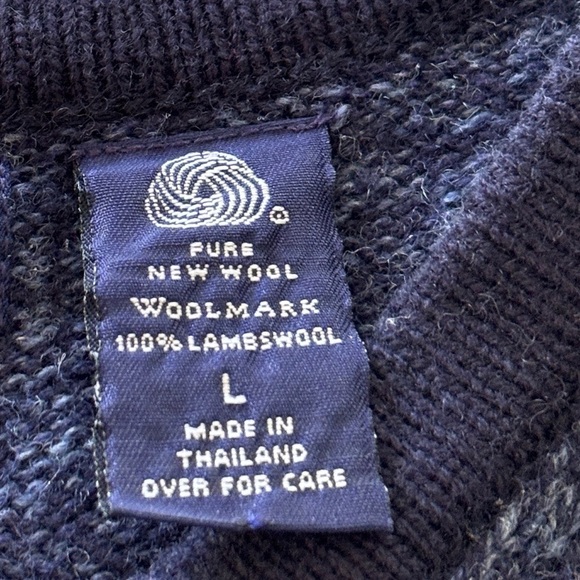 PURE
NEW WOOL
WOOLMARK
100% LAMBSWOOL
L
MADE IN
THAILAND
OVER FOR CARE